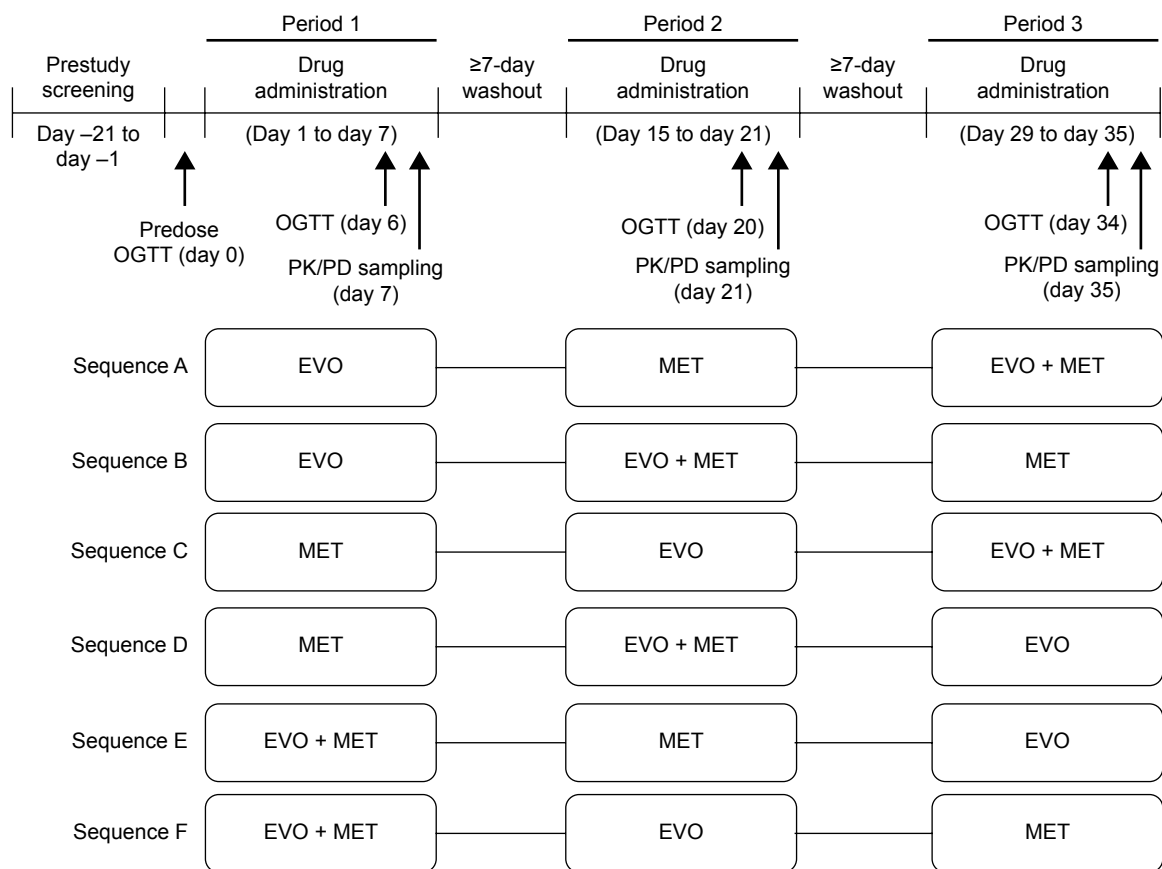 Period 1
Period 2
Period 3
Prestudy
screening
Drug
administration
≥7-day
washout
Drug
administration
≥7-day
washout
Drug
administration
Day –21 to
day –1
(Day 1 to day 7)
(Day 15 to day 21)
(Day 29 to day 35)
Predose
OGTT (day 0)
OGTT (day 6)
PK/PD sampling
(day 7)
OGTT (day 20)
PK/PD sampling
(day 21)
OGTT (day 34)
PK/PD sampling
(day 35)
Sequence A
EVO
MET
EVO + MET
Sequence B
EVO
EVO + MET
MET
Sequence C
MET
EVO
EVO + MET
Sequence D
MET
EVO + MET
EVO
Sequence E
EVO + MET
MET
EVO
Sequence F
EVO + MET
EVO
MET